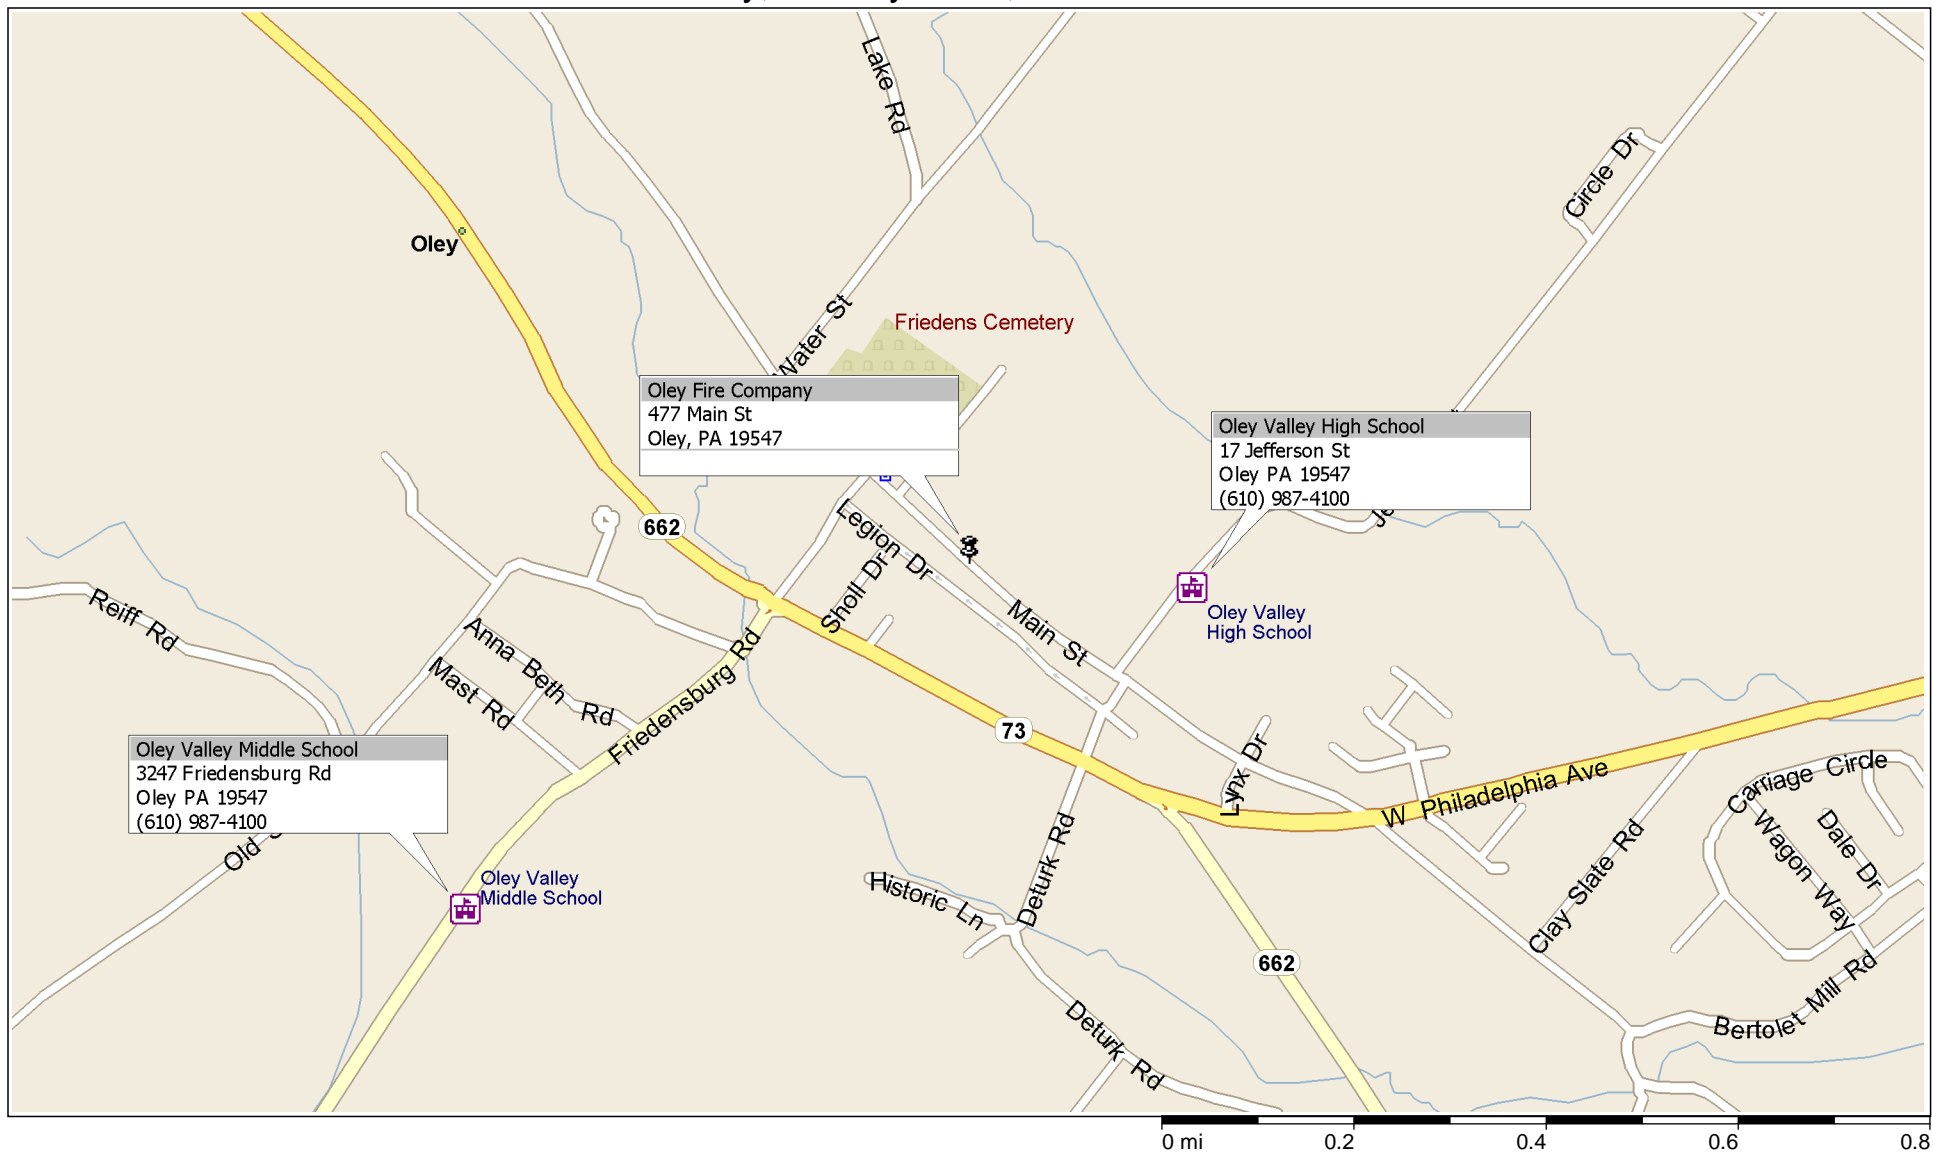 Lake Rd
Circle Dr
Oley
Water St
Friedens Cemetery
Oley Fire Company
477 Main St
Oley, PA 19547
Oley Valley High School
17 Jefferson St
Oley PA 19547
(610) 987-4100
662
Legion Dr
Sholl Dr
Main St
Oley Valley
High School
Reiff Rd
Anna Beth Rd
Mast Rd
Friedensburg Rd
73
Lynx Dr
W Philadelphia Ave
Oley Valley Middle School
3247 Friedensburg Rd
Oley PA 19547
(610) 987-4100
Old
Oley Valley
Middle School
Historic Ln
Deturk Rd
Clay Slate Rd
Carriage Circle
Wagon Way
Dale Dr
662
Bertolet Mill Rd
Deturk Rd
0 mi 0.2 0.4 0.6 0.8